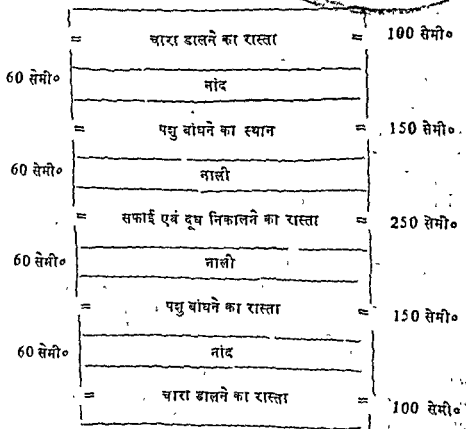 = चारा डालने का रास्ता = 100 सेमी०
60 सेमी० नांद
= पशु बांधने का स्थान = 150 सेमी०
60 सेमी० नाली
= सफाई एवं दूध निकालने का रास्ता = 250 सेमी०
60 सेमी० नाली
= पशु बांधने का रास्ता = 150 सेमी०
60 सेमी० नांद
= चारा डालने का रास्ता = 100 सेमी०